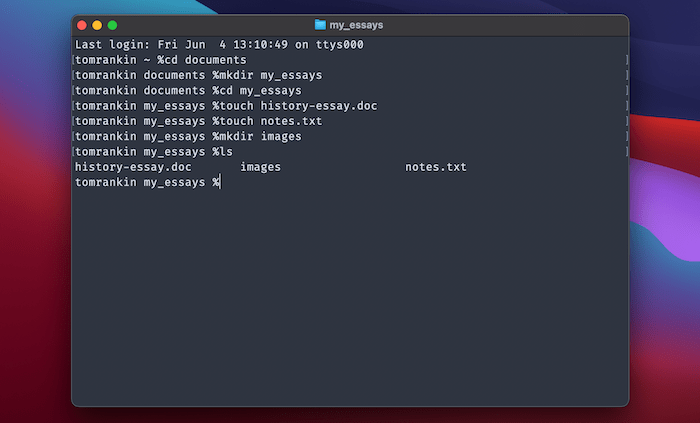 my_essays
Last login: Fri Jun  4 13:10:49 on ttys000
[tomrankin ~ %cd documents ]
[tomrankin documents %mkdir my_essays ]
[tomrankin documents %cd my_essays ]
[tomrankin my_essays %touch history-essay.doc ]
[tomrankin my_essays %touch notes.txt ]
[tomrankin my_essays %mkdir images ]
[tomrankin my_essays %ls ]
history-essay.doc       images                  notes.txt
tomrankin my_essays %